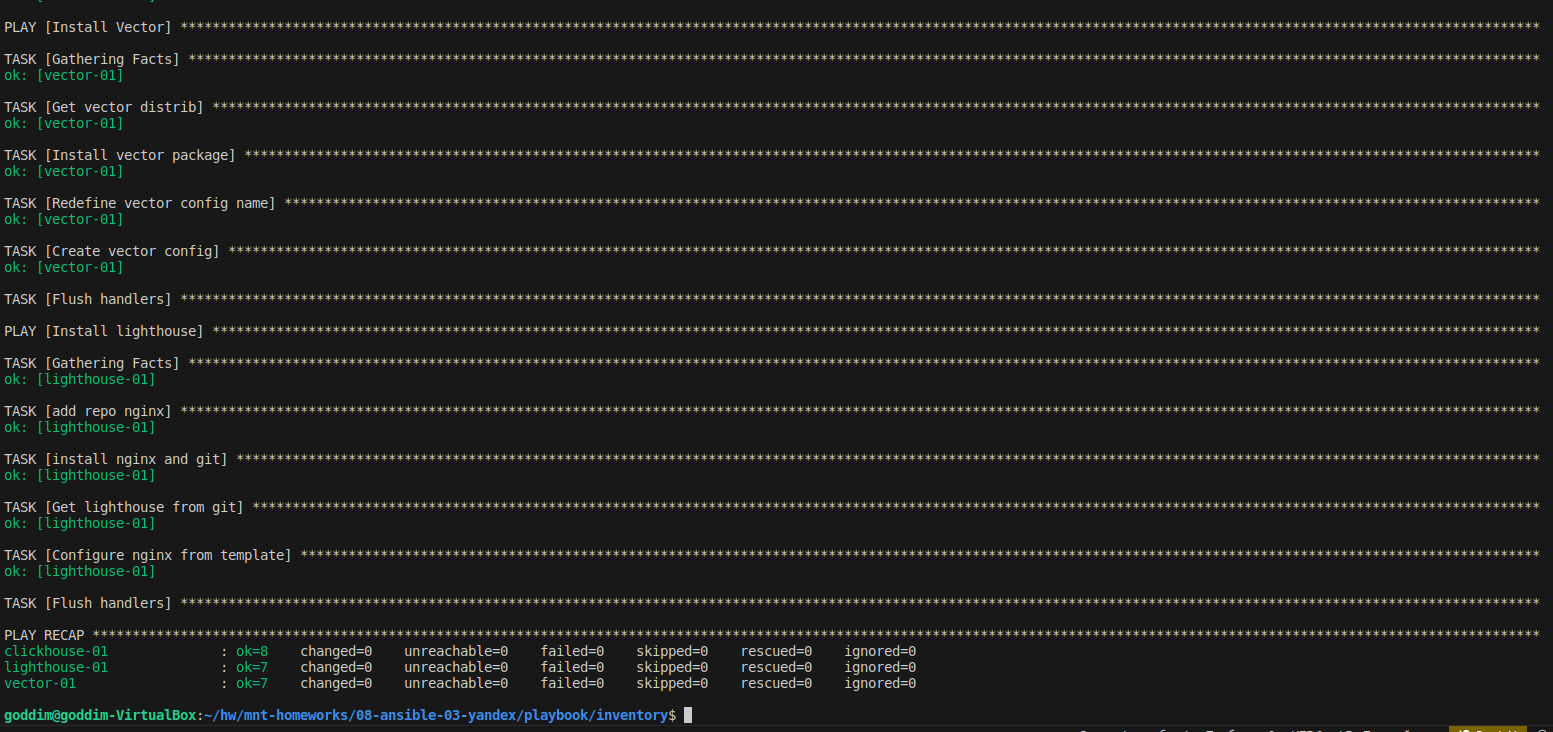 PLAY [Install Vector] ****************************************************************************************************************************************************************************
TASK [Gathering Facts] ***************************************************************************************************************************************************************************
ok: [vector-01]
TASK [Get vector distrib] ************************************************************************************************************************************************************************
ok: [vector-01]
TASK [Install vector package] ********************************************************************************************************************************************************************
ok: [vector-01]
TASK [Redefine vector config name] ***************************************************************************************************************************************************************
ok: [vector-01]
TASK [Create vector config] **********************************************************************************************************************************************************************
ok: [vector-01]
TASK [Flush handlers] ****************************************************************************************************************************************************************************
PLAY [Install lighthouse] ************************************************************************************************************************************************************************
TASK [Gathering Facts] ***************************************************************************************************************************************************************************
ok: [lighthouse-01]
TASK [add repo nginx] ****************************************************************************************************************************************************************************
ok: [lighthouse-01]
TASK [install nginx and git] *********************************************************************************************************************************************************************
ok: [lighthouse-01]
TASK [Get lighthouse from git] *******************************************************************************************************************************************************************
ok: [lighthouse-01]
TASK [Configure nginx from template] *************************************************************************************************************************************************************
ok: [lighthouse-01]
TASK [Flush handlers] ****************************************************************************************************************************************************************************
PLAY RECAP ***************************************************************************************************************************************************************************************
clickhouse-01              : ok=8    changed=0    unreachable=0    failed=0    skipped=0    rescued=0    ignored=0
lighthouse-01              : ok=7    changed=0    unreachable=0    failed=0    skipped=0    rescued=0    ignored=0
vector-01                  : ok=7    changed=0    unreachable=0    failed=0    skipped=0    rescued=0    ignored=0
goddim@goddim-VirtualBox:~/hw/mnt-homeworks/08-ansible-03-yandex/playbook/inventory$